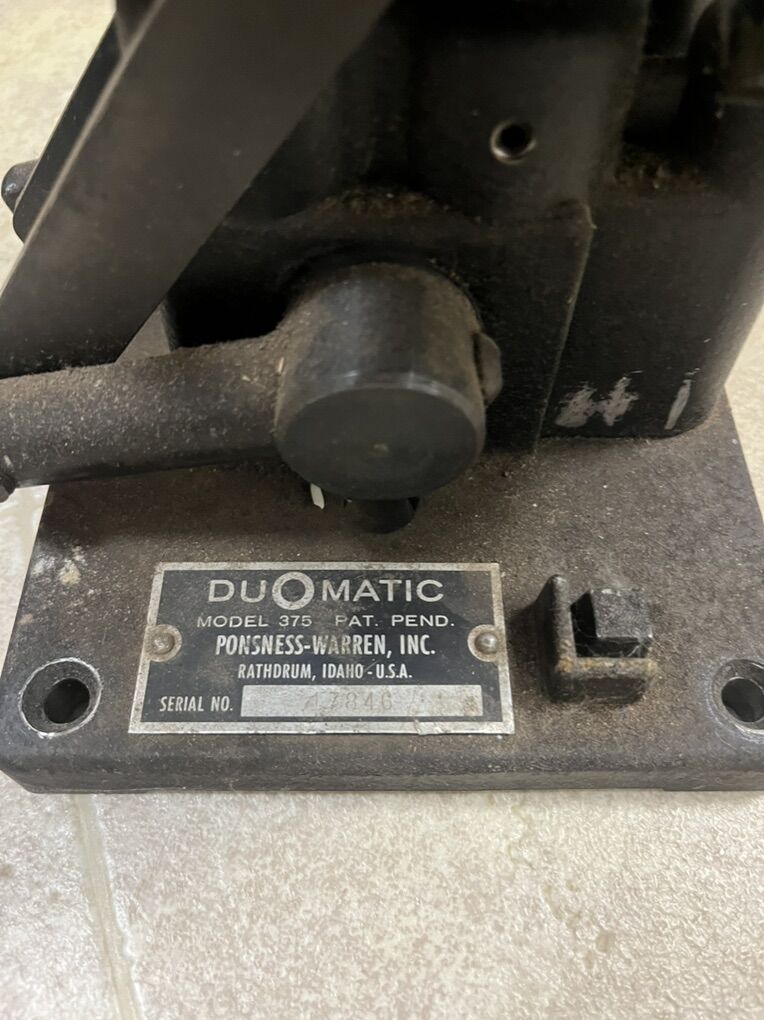 DUOMATIC
MODEL 375 PAT. PEND.
PONSNESS-WARREN, INC.
RATHDRUM, IDAHO - U.S.A.
SERIAL NO.